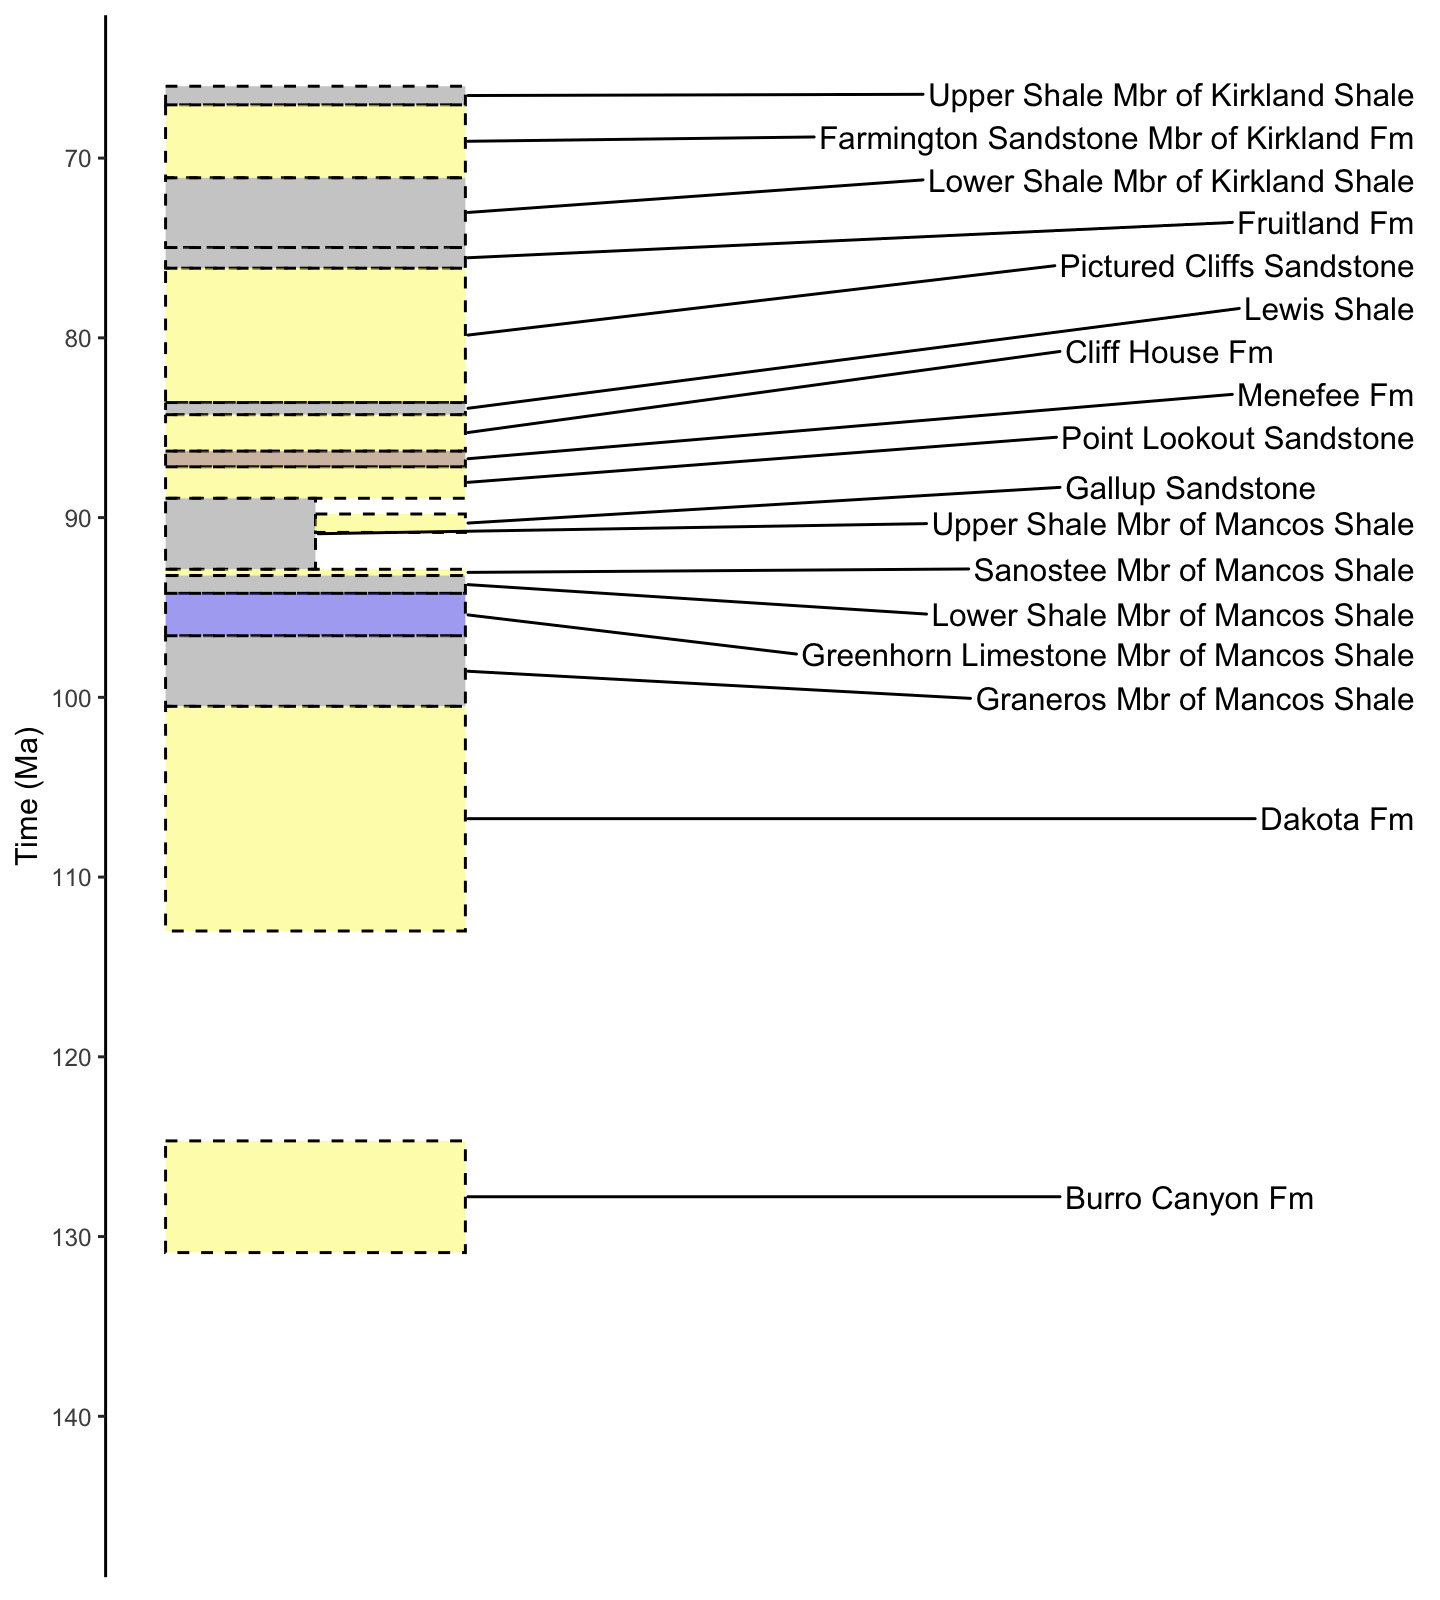 Upper Shale Mbr of Kirkland Shale
Farmington Sandstone Mbr of Kirkland Fm
70
Lower Shale Mbr of Kirkland Shale
Fruitland Fm
Pictured Cliffs Sandstone
Lewis Shale
80
Cliff House Fm
Menefee Fm
Point Lookout Sandstone
Gallup Sandstone
90
Upper Shale Mbr of Mancos Shale
Sanostee Mbr of Mancos Shale
Lower Shale Mbr of Mancos Shale
Greenhorn Limestone Mbr of Mancos Shale
100
Graneros Mbr of Mancos Shale
Time (Ma)
Dakota Fm
110
120
Burro Canyon Fm
130
140